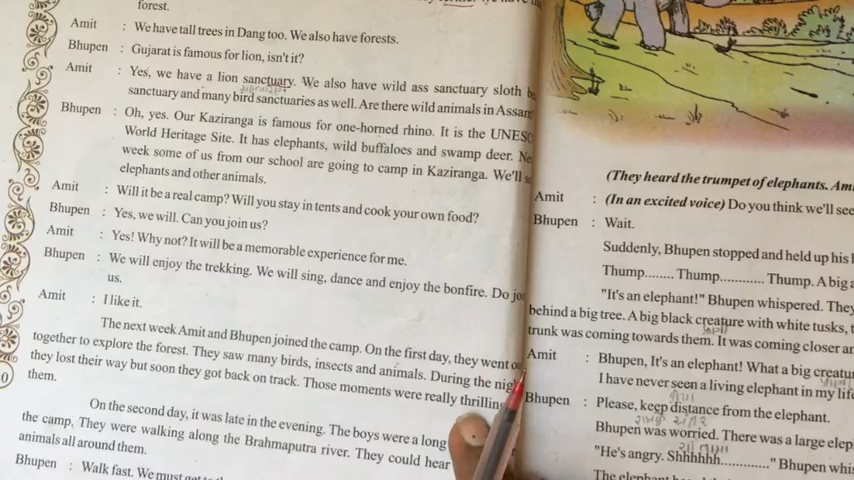 forest.
Amit : We have tall trees in Dang too. We also have forests.
Bhupen : Gujarat is famous for lion, isn't it?
Amit : Yes, we have a lion sanctuary. We also have wild ass sanctuary sloth
sanctuary and many bird sanctuaries as well. Are there wild animals in Assam
Bhupen : Oh, yes. Our Kaziranga is famous for one-horned rhino. It is the UNESCO
World Heritage Site. It has elephants, wild buffaloes and swamp deer.
week some of us from our school are going to camp in Kaziranga. We'll
elephants and other animals.
Amit : Will it be a real camp? Will you stay in tents and cook your own food?
Bhupen : Yes, we will. Can you join us?
Amit : Yes! Why not? It will be a memorable experience for me.
Bhupen : We will enjoy the trekking. We will sing, dance and enjoy the bonfire. Do
us.
Amit : I like it.
The next week Amit and Bhupen joined the camp. On the first day, they went
together to explore the forest. They saw many birds, insects and animals. During the
they lost their way but soon they got back on track. Those moments were really thrilling
them.
On the second day, it was late in the evening. The boys were a long
the camp, They were walking along the Brahmaputra river. They could hear
animals all around them.
Bhupen : Walk fast. We must
(They heard the trumpet of elephants.
Amit : (In an excited voice) Do you think we'll see
Bhupen : Wait.
Suddenly, Bhupen stopped and held up his
Thump........ Thump............ Thump. A big
"It's an elephant!" Bhupen whispered. They
behind a big tree. A big black creature with white tusks,
trunk was coming towards them. It was coming closer
Amit : Bhupen, It's an elephant! What a big
I have never seen a living elephant in my
Bhupen : Please, keep distance from the elephant.
Bhupen was worried. There was a large
"He's angry. Shhhhhh............" Bhupen
The elephant